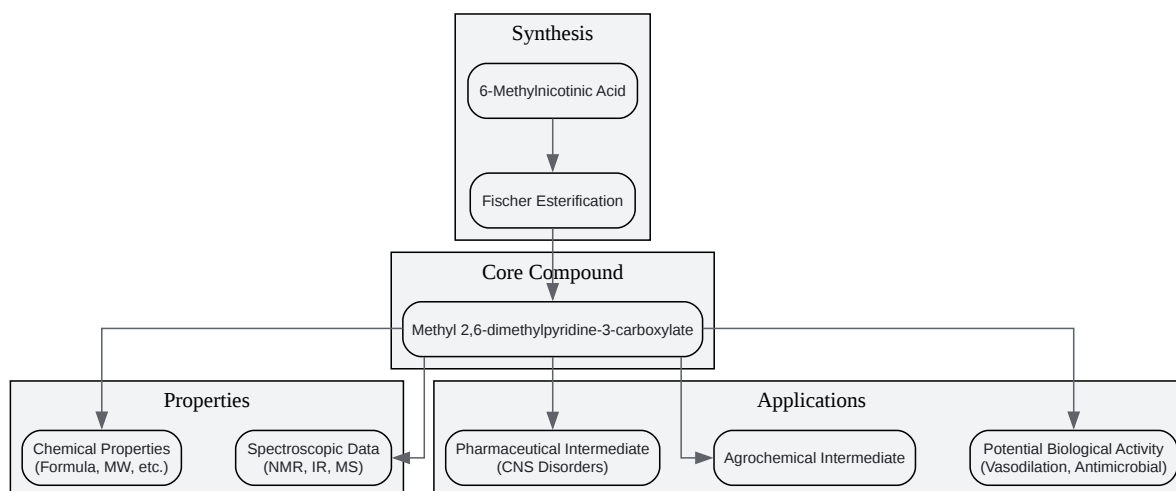 Synthesis
6-Methylnicotinic Acid
Fischer Esterification
Core Compound
Methyl 2,6-dimethylpyridine-3-carboxylate
Properties
Chemical Properties
(Formula, MW, etc.)
Spectroscopic Data
(NMR, IR, MS)
Applications
Pharmaceutical Intermediate
(CNS Disorders)
Agrochemical Intermediate
Potential Biological Activity
(Vasodilation, Antimicrobial)